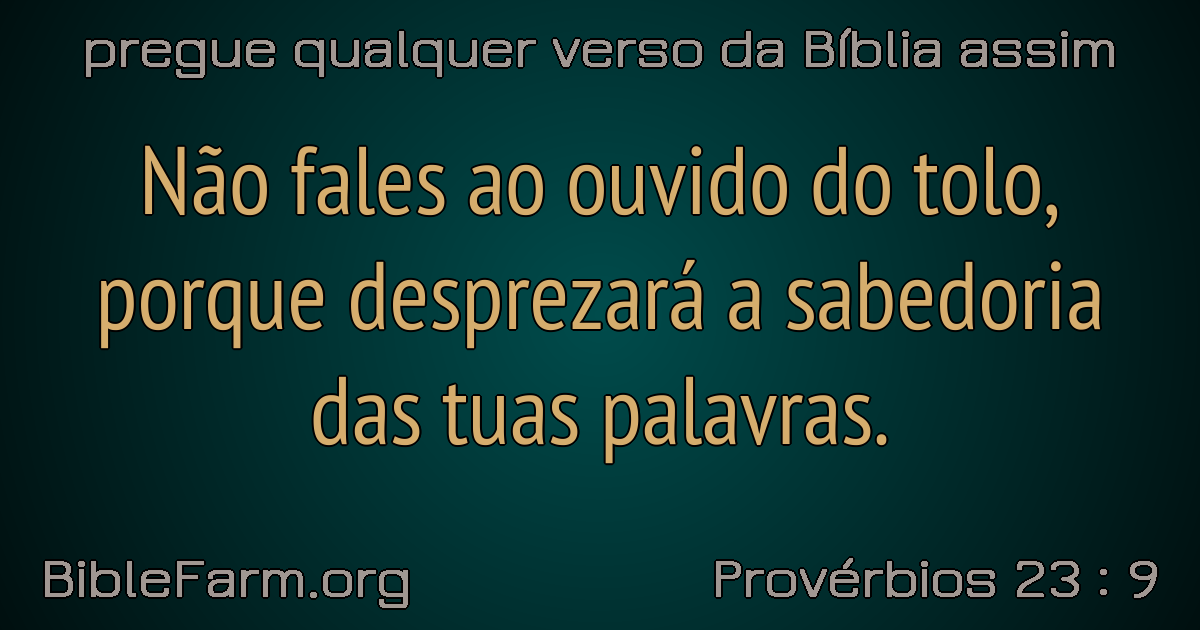 pregue qualquer verso da Bíblia assim
Não fales ao ouvido do tolo,
porque desprezará a sabedoria
das tuas palavras.
BibleFarm.org
Provérbios 23 : 9